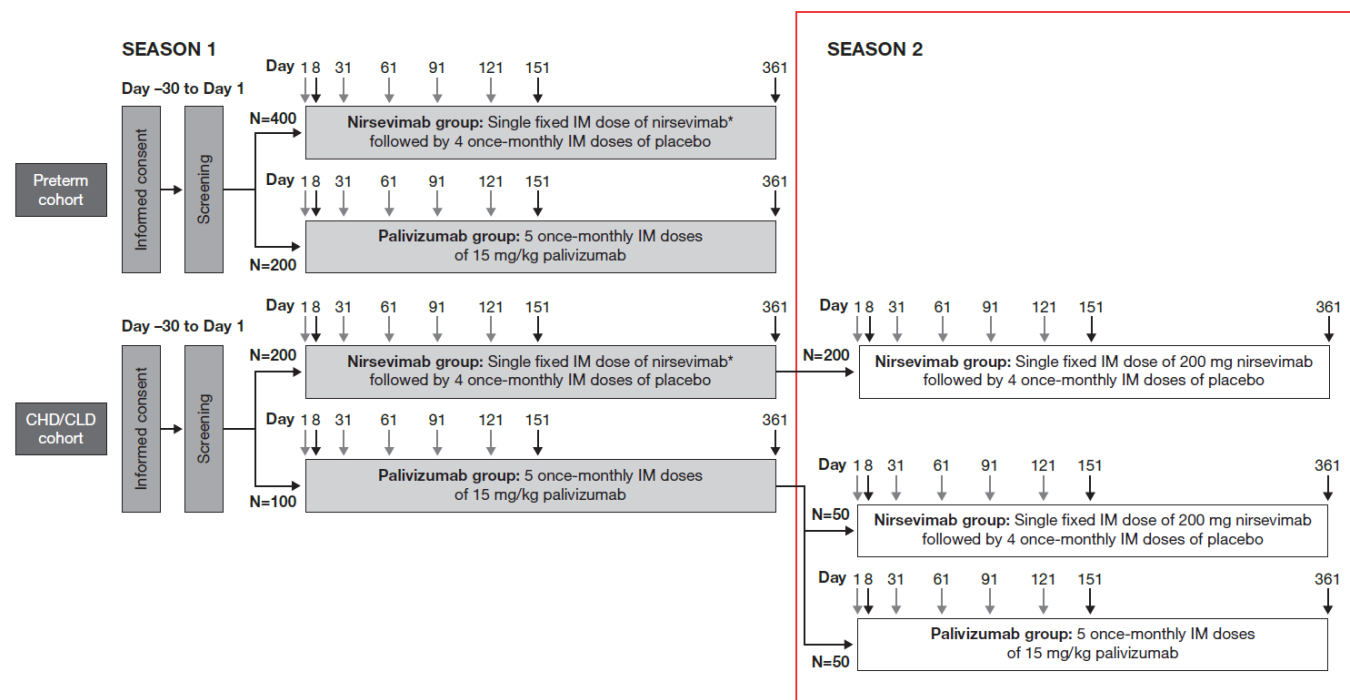 SEASON 1
Day –30 to Day 1
Preterm
cohort
Informed consent
Screening
N=400
Day 1 8 31 61 91 121 151 361
Nirsevimab group: Single fixed IM dose of nirsevimab*
followed by 4 once-monthly IM doses of placebo
Day 1 8 31 61 91 121 151 361
Palivizumab group: 5 once-monthly IM doses
of 15 mg/kg palivizumab
N=200
Day –30 to Day 1
CHD/CLD
cohort
Informed consent
Screening
N=200
Day 1 8 31 61 91 121 151 361
Nirsevimab group: Single fixed IM dose of nirsevimab*
followed by 4 once-monthly IM doses of placebo
Day 1 8 31 61 91 121 151 361
Palivizumab group: 5 once-monthly IM doses
of 15 mg/kg palivizumab
N=100
SEASON 2
Day 1 8 31 61 91 121 151 361
N=200
Nirsevimab group: Single fixed IM dose of 200 mg nirsevimab
followed by 4 once-monthly IM doses of placebo
Day 1 8 31 61 91 121 151 361
N=50
Nirsevimab group: Single fixed IM dose of 200 mg nirsevimab
followed by 4 once-monthly IM doses of placebo
Day 1 8 31 61 91 121 151 361
Palivizumab group: 5 once-monthly IM doses
of 15 mg/kg palivizumab
N=50